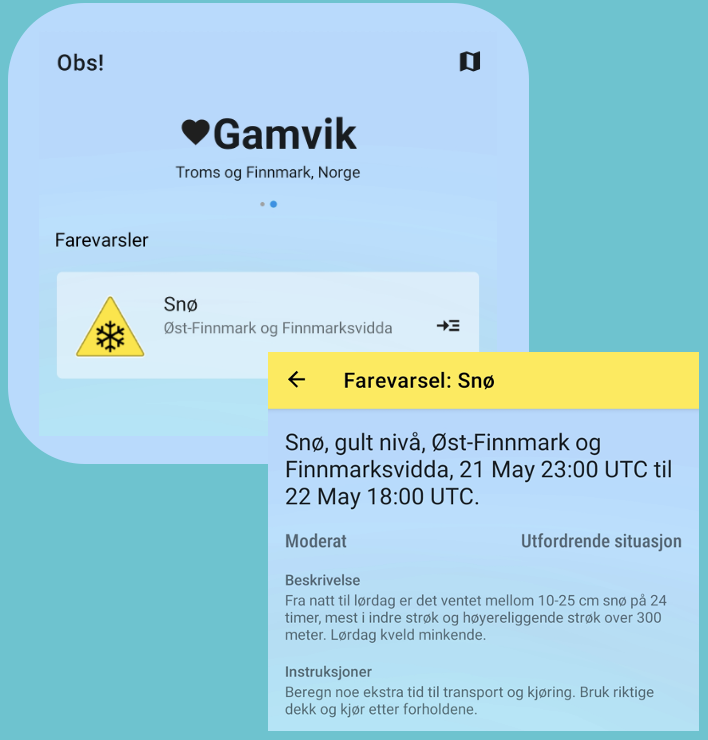 Obs!
Gamvik
Troms og Finnmark, Norge
Farevarsler
Snø
Øst-Finnmark og Finnmarksvidda
Farevarsel: Snø
Snø, gult nivå, Øst-Finnmark og
Finnmarksvidda, 21 May 23:00 UTC til
22 May 18:00 UTC.
Moderat
Utfordrende situasjon
Beskrivelse
Fra natt til lørdag er det ventet mellom 10-25 cm snø på 24
timer, mest i indre strøk og høyereliggende strøk over 300
meter. Lørdag kveld minkende.
Instruksjoner
Beregn noe ekstra tid til transport og kjøring. Bruk riktige
dekk og kjør etter forholdene.